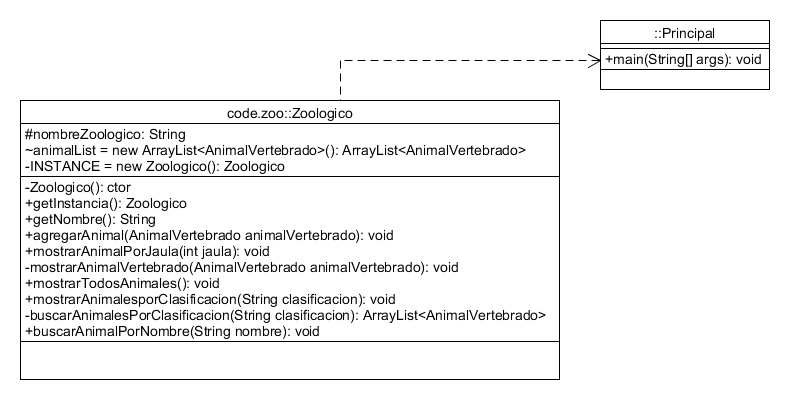 ::Principal
+main(String[] args): void
code.zoo::Zoologico
#nombreZoologico: String
~animalList = new ArrayList<AnimalVertebrado>(): ArrayList<AnimalVertebrado>
-INSTANCE = new Zoologico(): Zoologico
-Zoologico(): ctor
+getInstancia(): Zoologico
+getNombre(): String
+agregarAnimal(AnimalVertebrado animalVertebrado): void
+mostrarAnimalPorJaula(int jaula): void
-mostrarAnimalVertebrado(AnimalVertebrado animalVertebrado): void
+mostrarTodosAnimales(): void
+mostrarAnimalesporClasificacion(String clasificacion): void
-buscarAnimalesPorClasificacion(String clasificacion): ArrayList<AnimalVertebrado>
+buscarAnimalPorNombre(String nombre): void